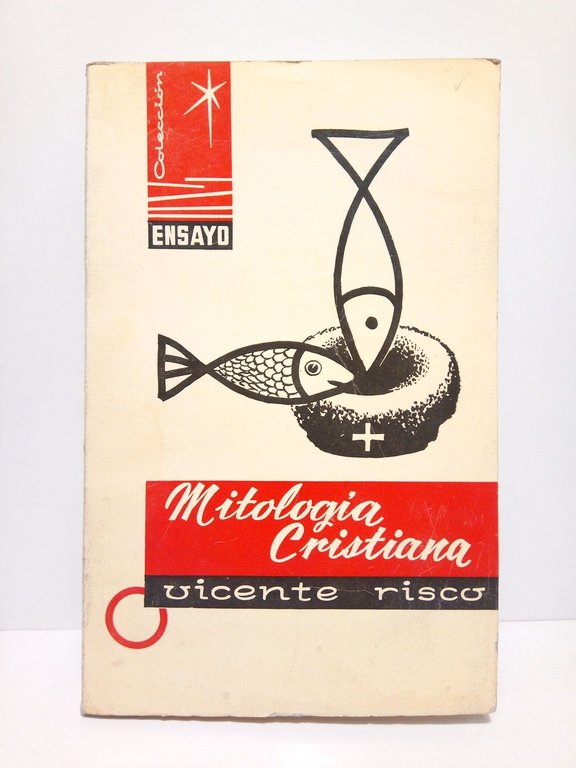 Colección
ENSAYO
Mitologia
Cristiana
vicente risco